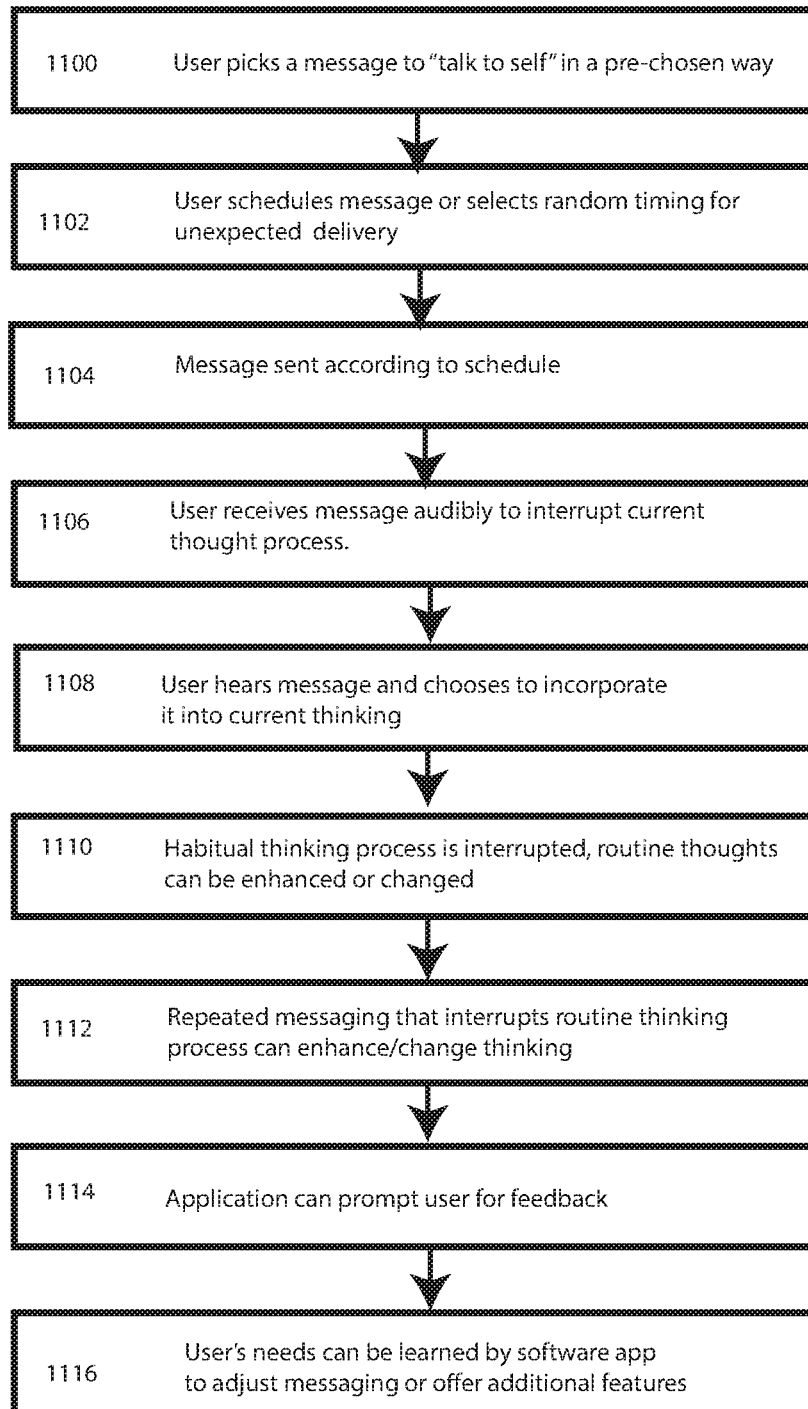 1100 User picks a message to "talk to self" in a pre-chosen way
1102 User schedules message or selects random timing for
unexpected delivery
1104 Message sent according to schedule
1106 User receives message audibly to interrupt current
thought process.
1108 User hears message and chooses to incorporate
it into current thinking
1110 Habitual thinking process is interrupted, routine thoughts
can be enhanced or changed
1112 Repeated messaging that interrupts routine thinking
process can enhance/change thinking
1114 Application can prompt user for feedback
1116 User's needs can be learned by software app
to adjust messaging or offer additional features